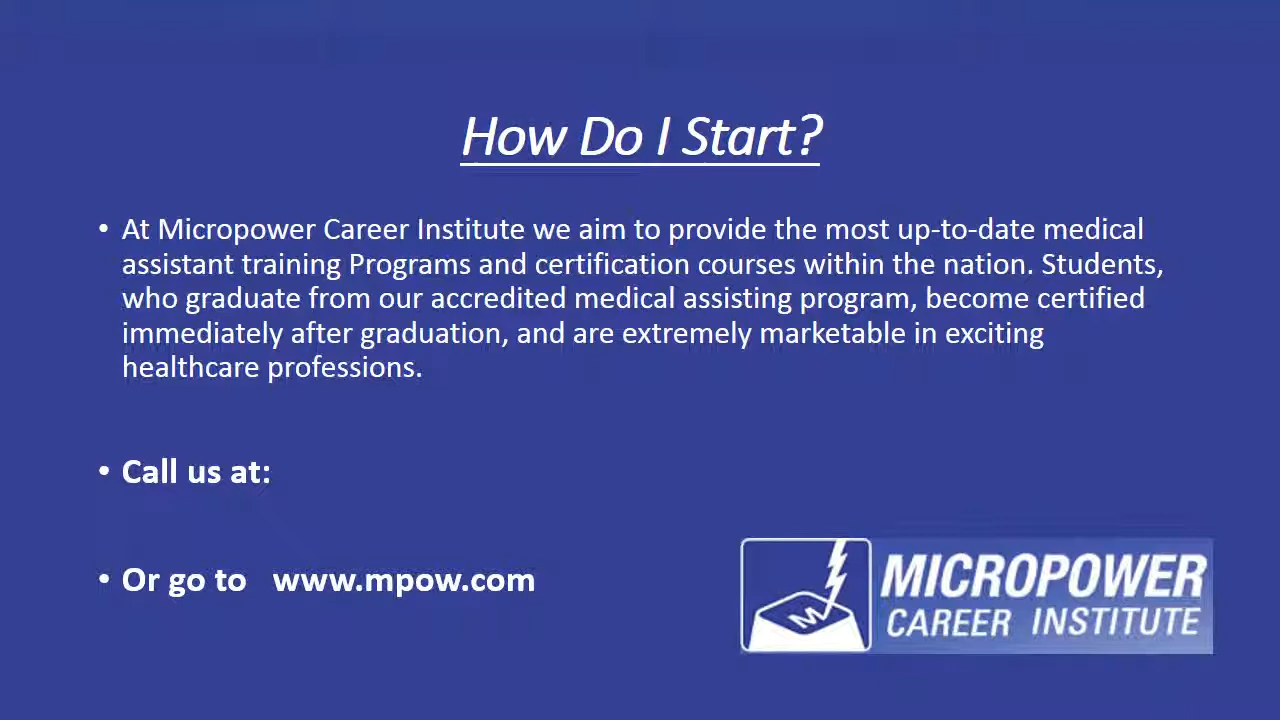 How Do I Start?
• At Micropower Career Institute we aim to provide the most up-to-date medical
assistant training Programs and certification courses within the nation. Students,
who graduate from our accredited medical assisting program, become certified
immediately after graduation, and are extremely marketable in exciting
healthcare professions.
• Call us at:
• Or go to www.mpow.com
M
MICROPOWER
CAREER INSTITUTE